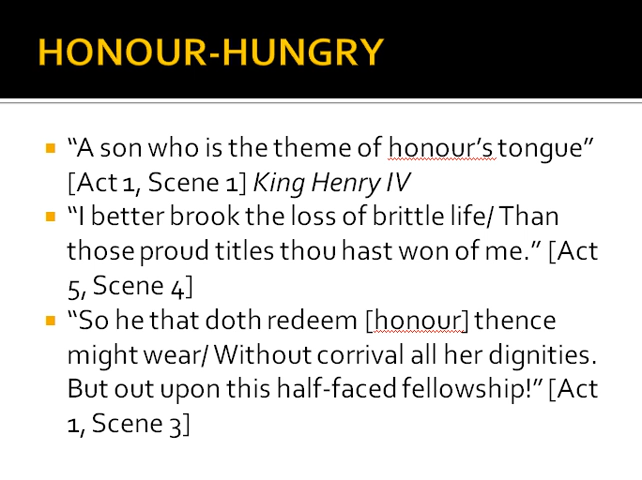 HONOUR-HUNGRY
“A son who is the theme of honour’s tongue”
[Act 1, Scene 1] King Henry IV
“I better brook the loss of brittle life/ Than
those proud titles thou hast won of me.” [Act
5, Scene 4]
“So he that doth redeem [honour] thence
might wear/ Without corrival all her dignities.
But out upon this half-faced fellowship!” [Act
1, Scene 3]